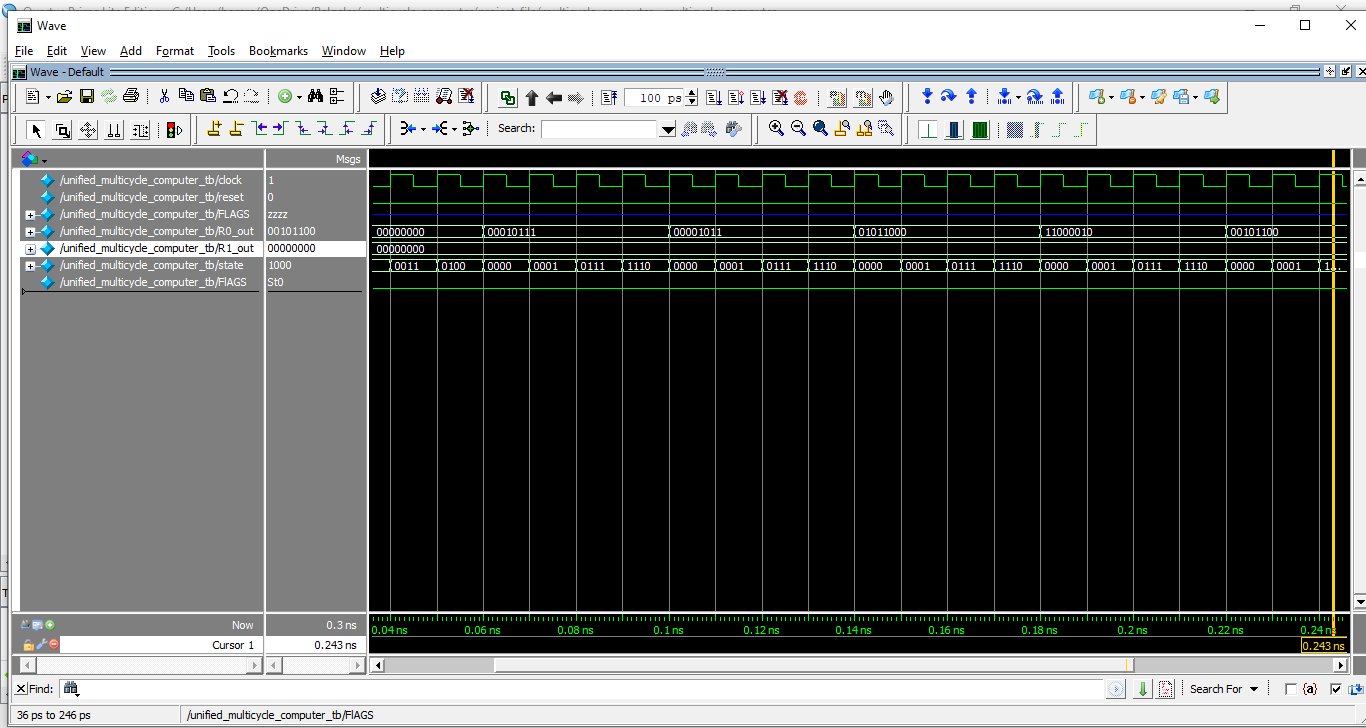 Wave
File Edit View Add Format Tools Bookmarks Window Help
Wave - Default
100 ps
Search:
Msgs
/unified_multicycle_computer_tb/clock 1
/unified_multicycle_computer_tb/reset 0
/unified_multicycle_computer_tb/FLAGS zzzz
/unified_multicycle_computer_tb/R0_out 00101100 00000000 00010111 00001011 01011000 11000010 00101100
/unified_multicycle_computer_tb/R1_out 00000000 00000000
/unified_multicycle_computer_tb/state 1000 0011 0100 0000 0001 0111 1110 0000 0001 0111 1110 0000 0001 0111 1110 0000 0001 0111 1110 0000 0001 1...
/unified_multicycle_computer_tb/FlAGS St0
Now 0.3 ns 0.04 ns 0.06 ns 0.08 ns 0.1 ns 0.12 ns 0.14 ns 0.16 ns 0.18 ns 0.2 ns 0.22 ns 0.24 ns
Cursor 1 0.243 ns 0.243 ns
Find: Search For {a}
36 ps to 246 ps /unified_multicycle_computer_tb/FlAGS